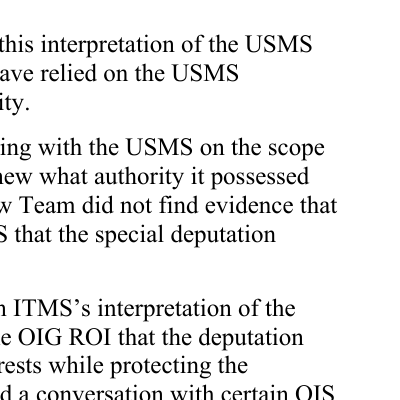 this interpretation of the USMS
ave relied on the USMS
ity.
ing with the USMS on the scope
new what authority it possessed
w Team did not find evidence that
S that the special deputation
n ITMS’s interpretation of the
e OIG ROI that the deputation
rests while protecting the
d a conversation with certain OIS